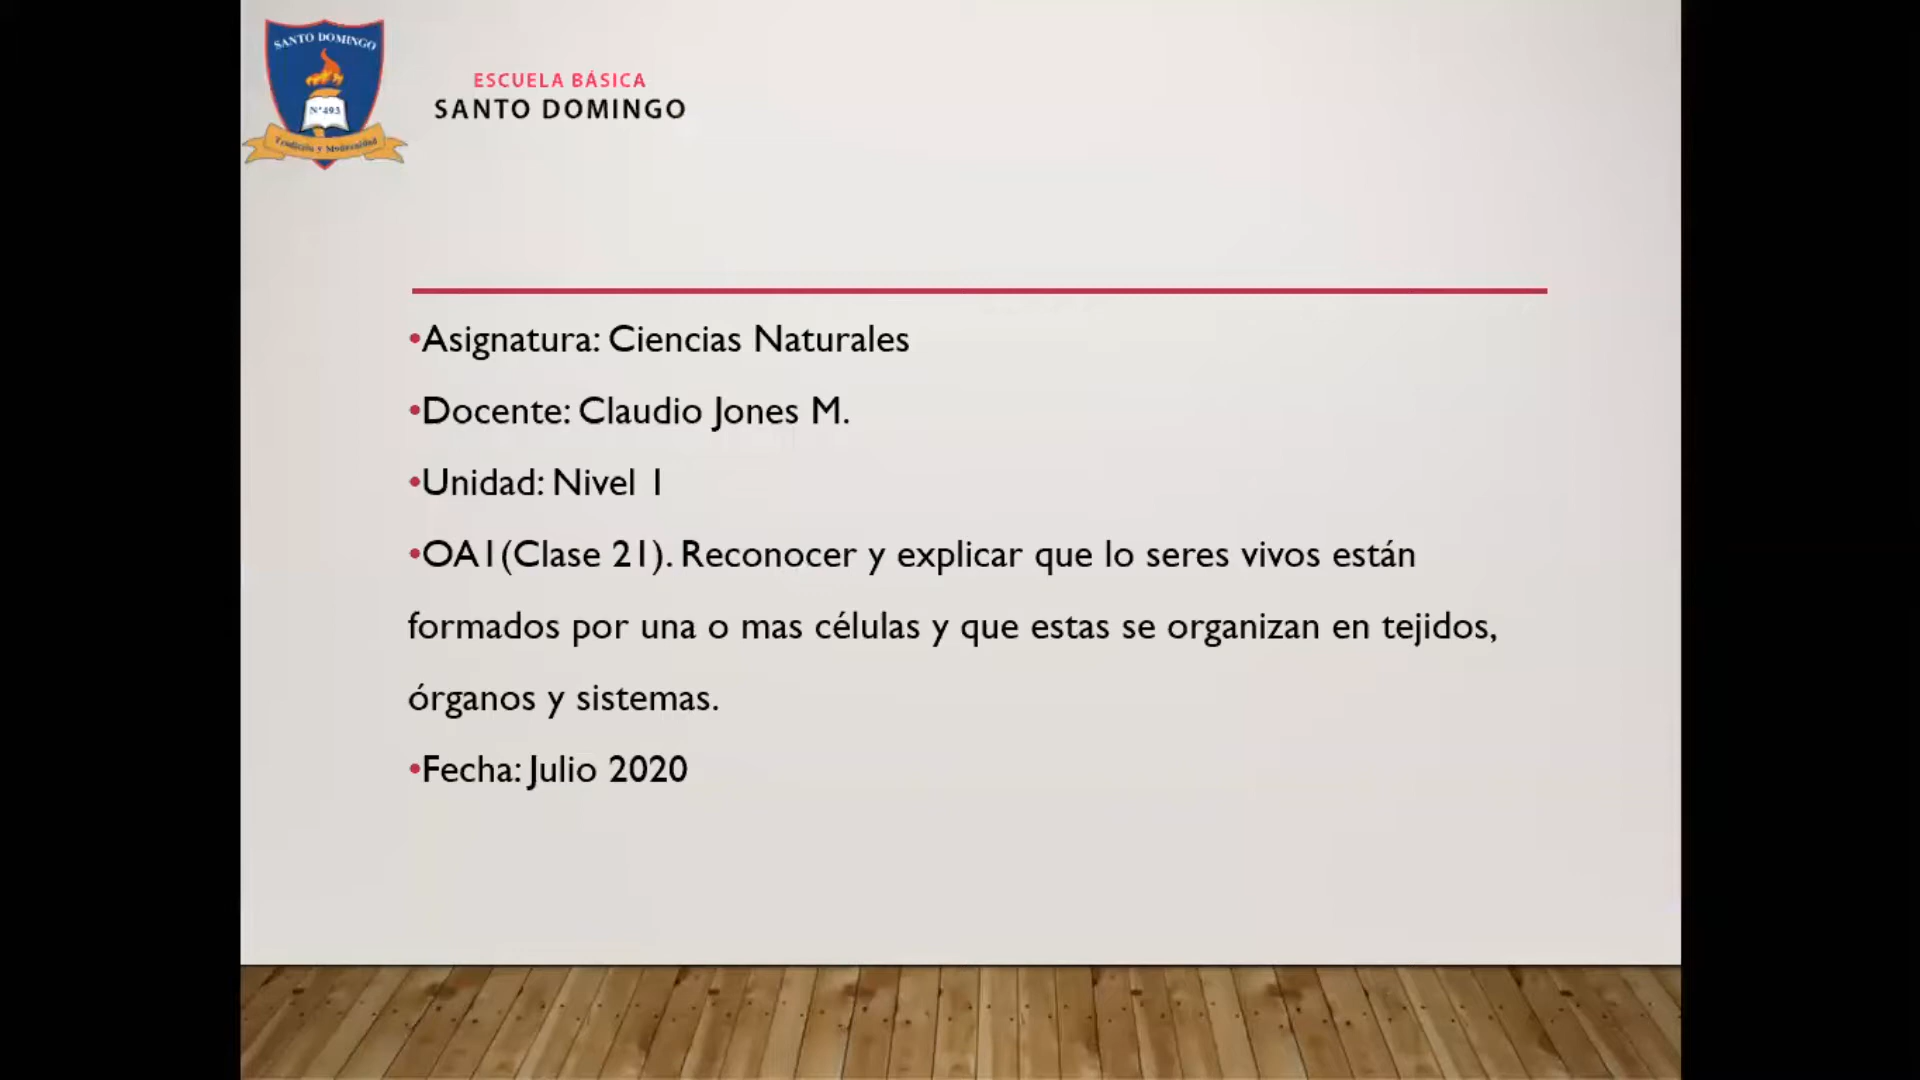 SANTO DOMINGO
N°493
Tradición y Modernidad
ESCUELA BÁSICA
SANTO DOMINGO
•Asignatura: Ciencias Naturales
•Docente: Claudio Jones M.
•Unidad: Nivel 1
•OA1(Clase 21). Reconocer y explicar que lo seres vivos están
formados por una o mas células y que estas se organizan en tejidos,
órganos y sistemas.
•Fecha: Julio 2020